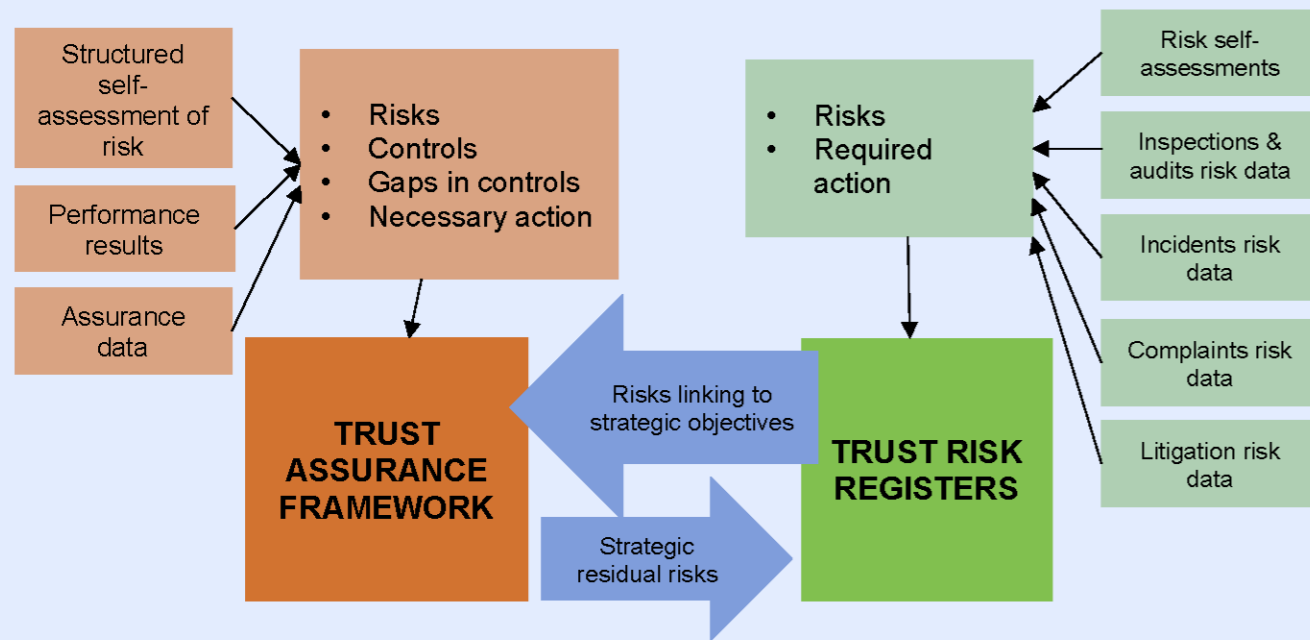 Structured
self-
assessment of
risk
Performance
results
Assurance
data
• Risks
• Controls
• Gaps in controls
• Necessary action
TRUST
ASSURANCE
FRAMEWORK
Risks linking to
strategic objectives
Strategic
residual risks
• Risks
• Required
action
TRUST RISK
REGISTERS
Risk self-
assessments
Inspections &
audits risk data
Incidents risk
data
Complaints risk
data
Litigation risk
data